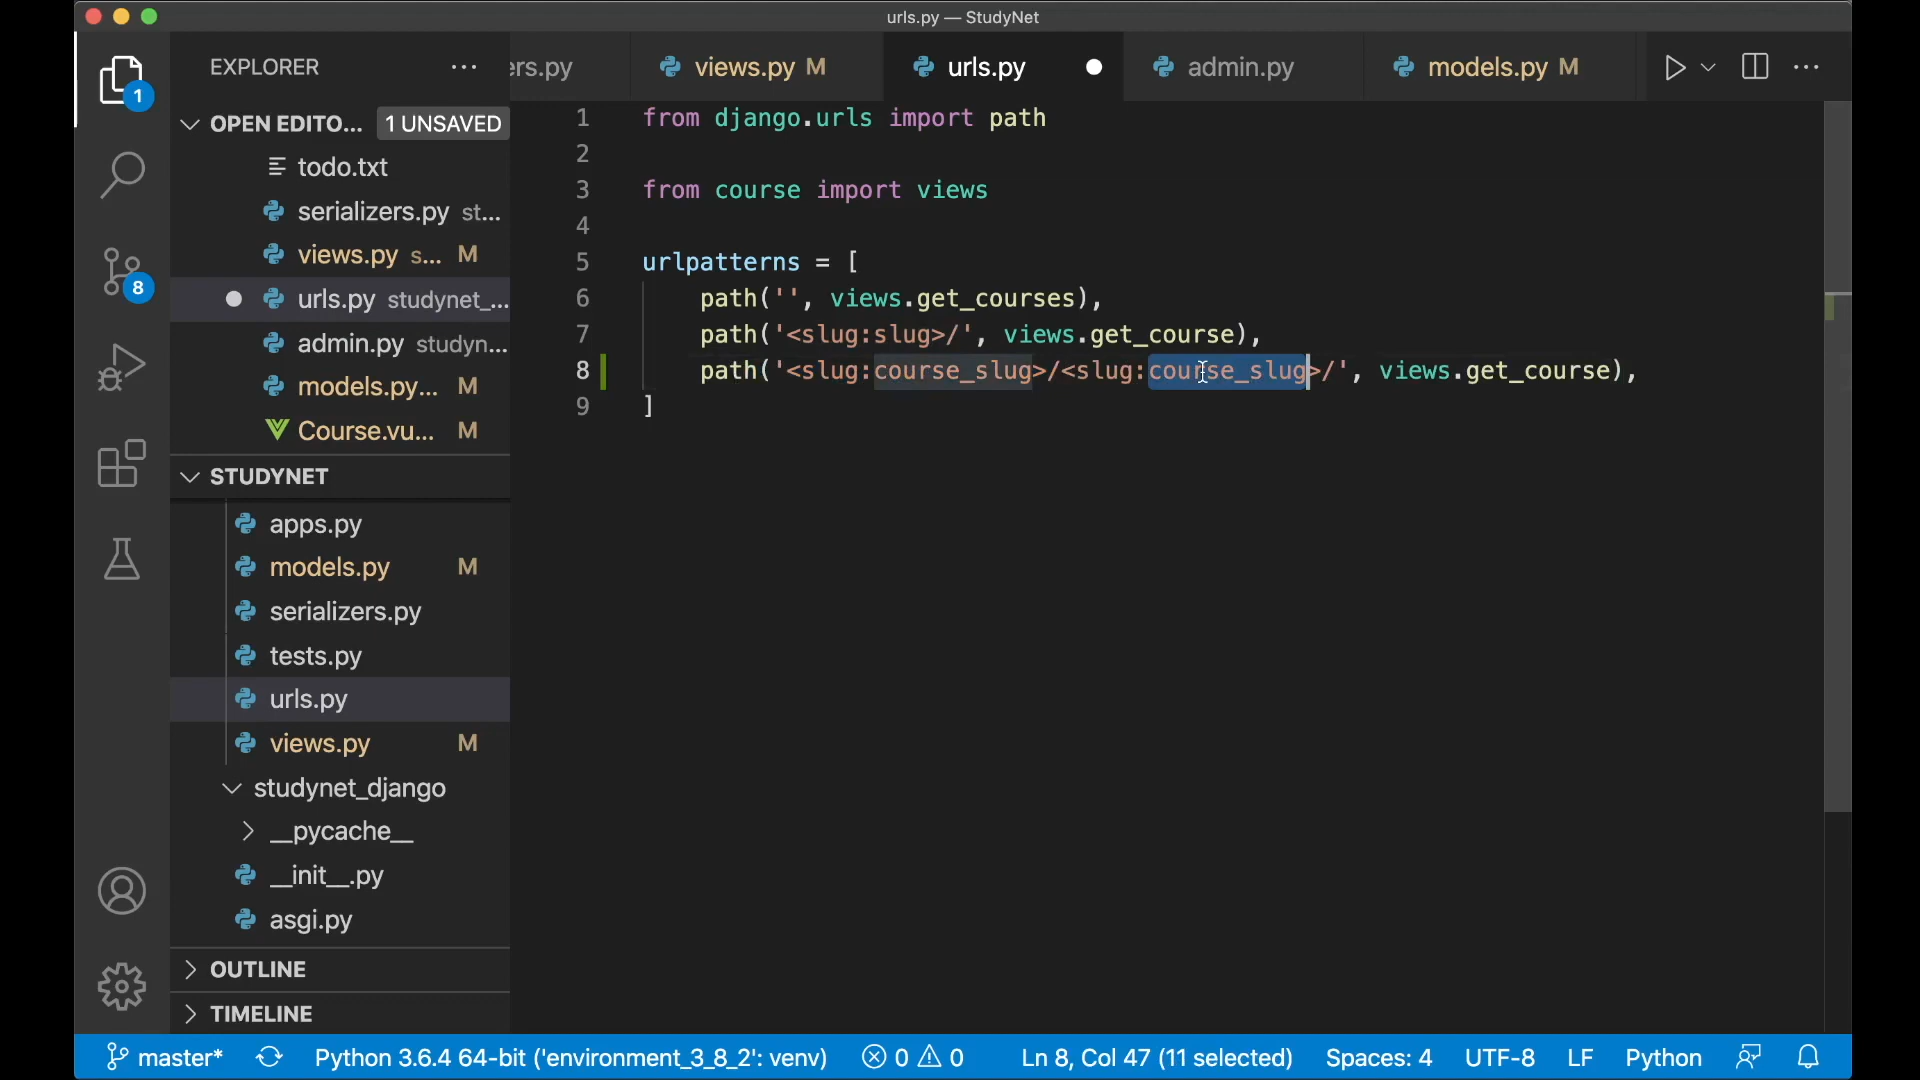 urls.py — StudyNet
EXPLORER
ers.py
views.py M
urls.py
admin.py
models.py M
1
OPEN EDITO... 1 UNSAVED
todo.txt
serializers.py st...
views.py s... M
urls.py studynet_...
admin.py studyn...
models.py... M
Course.vu... M
8
STUDYNET
apps.py
models.py M
serializers.py
tests.py
urls.py
views.py M
studynet_django
__pycache__
__init__.py
asgi.py
OUTLINE
TIMELINE
1 from django.urls import path
2
3 from course import views
4
5 urlpatterns = [
6 path('', views.get_courses),
7 path('<slug:slug>/', views.get_course),
8 path('<slug:course_slug>/<slug:course_slug>/', views.get_course),
9 ]
master* Python 3.6.4 64-bit ('environment_3_8_2': venv) 0 0 Ln 8, Col 47 (11 selected) Spaces: 4 UTF-8 LF Python